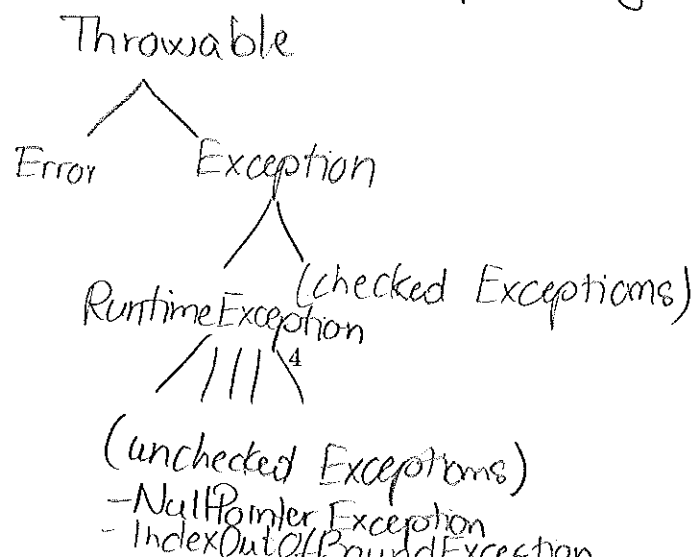 Throwable
Error Exception
RuntimeException (checked Exceptions)
4
(unchecked Exceptions)
-NullPointer Exception
- IndexOutOfBoundException